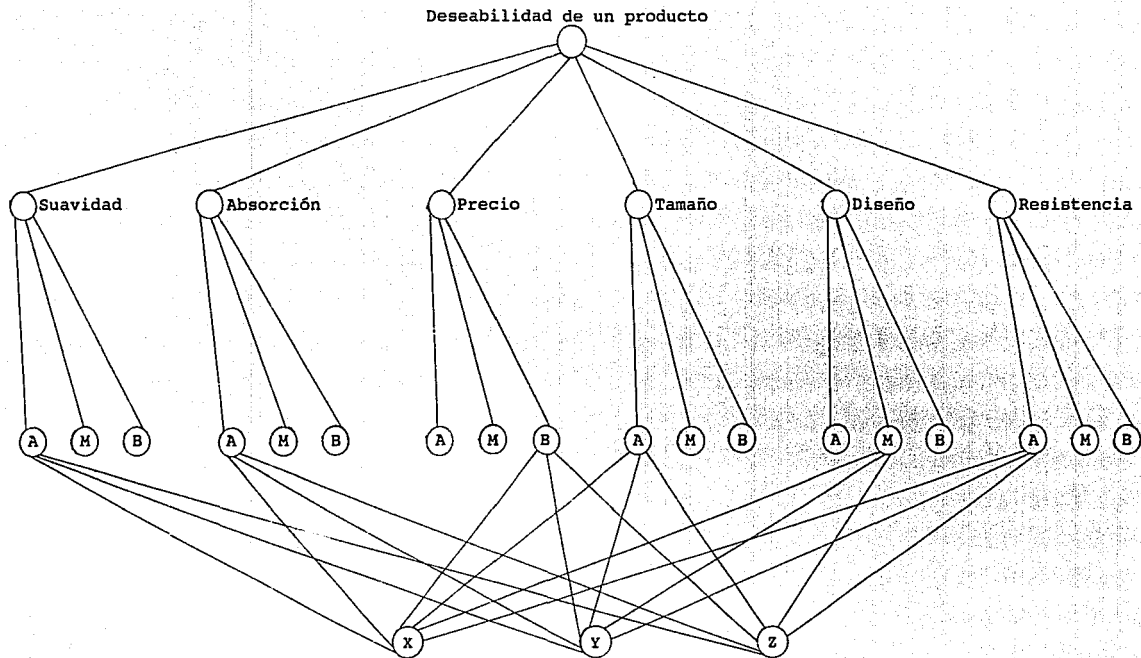 Deseabilidad de un producto
Suavidad Absorción Precio Tamaño Diseño Resistencia
A M B A M B A M B A M B A M B A M B
X Y Z